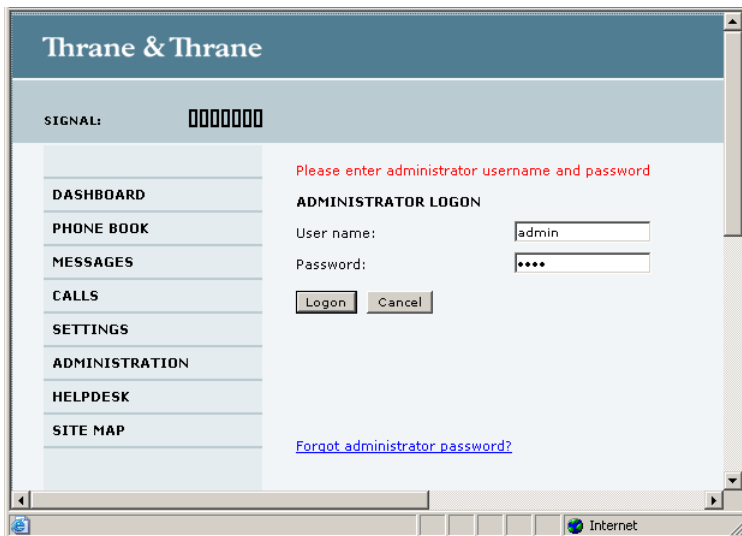 Thrane & Thrane
SIGNAL:
Please enter administrator username and password
DASHBOARD
ADMINISTRATOR LOGON
PHONE BOOK
User name: admin
MESSAGES
Password: ••••
CALLS
Logon Cancel
SETTINGS
ADMINISTRATION
HELPDESK
SITE MAP
Forgot administrator password?
Internet